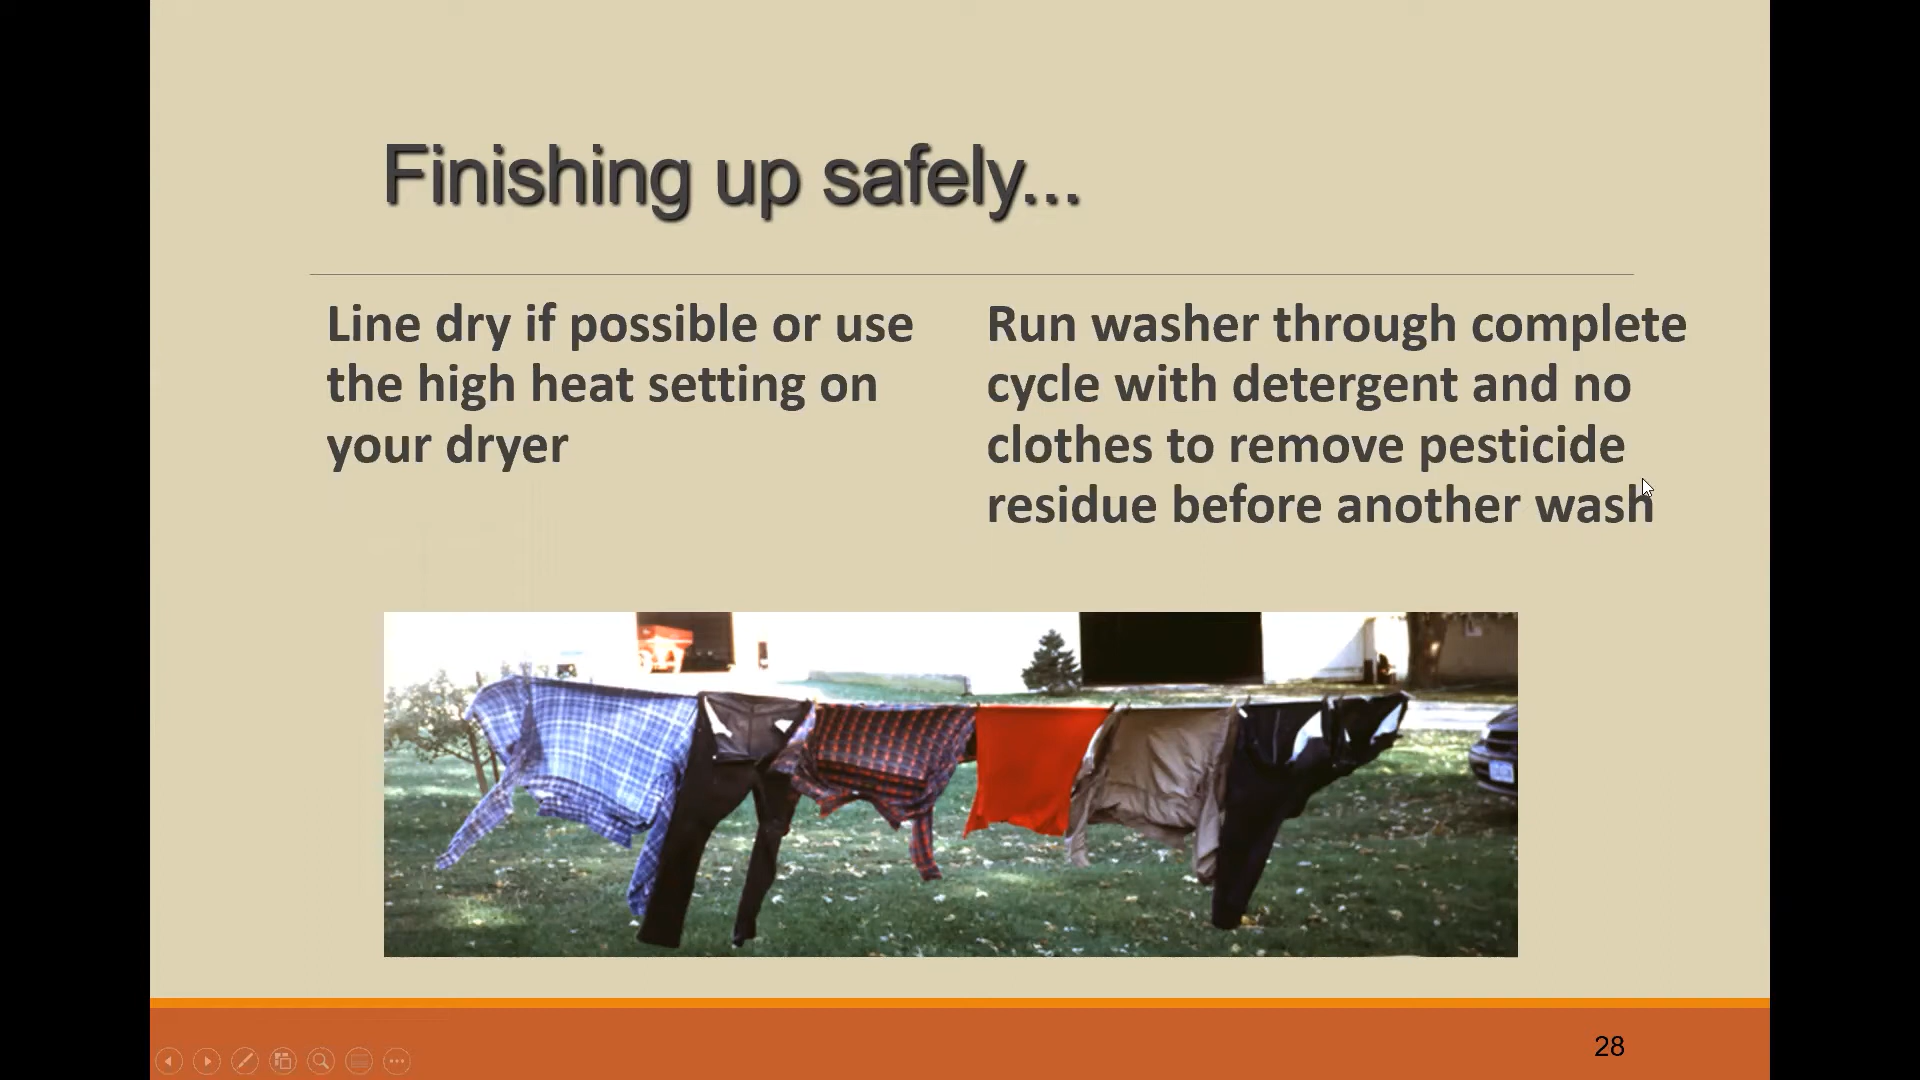 Finishing up safely...
Line dry if possible or use
the high heat setting on
your dryer
Run washer through complete
cycle with detergent and no
clothes to remove pesticide
residue before another wash
28